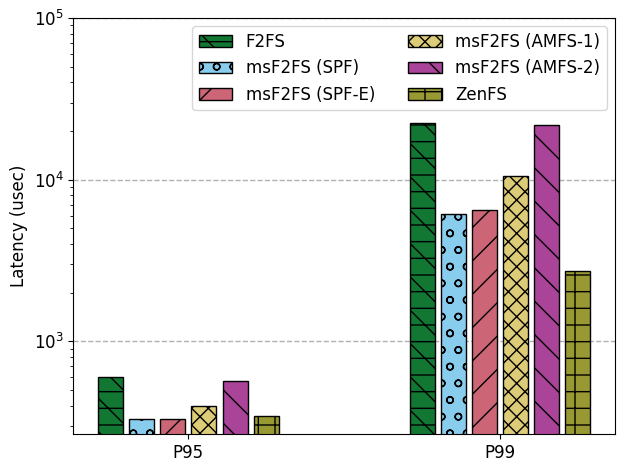 Latency (usec)
10^5
10^4
10^3
F2FS
msF2FS (SPF)
msF2FS (SPF-E)
msF2FS (AMFS-1)
msF2FS (AMFS-2)
ZenFS
P95
P99